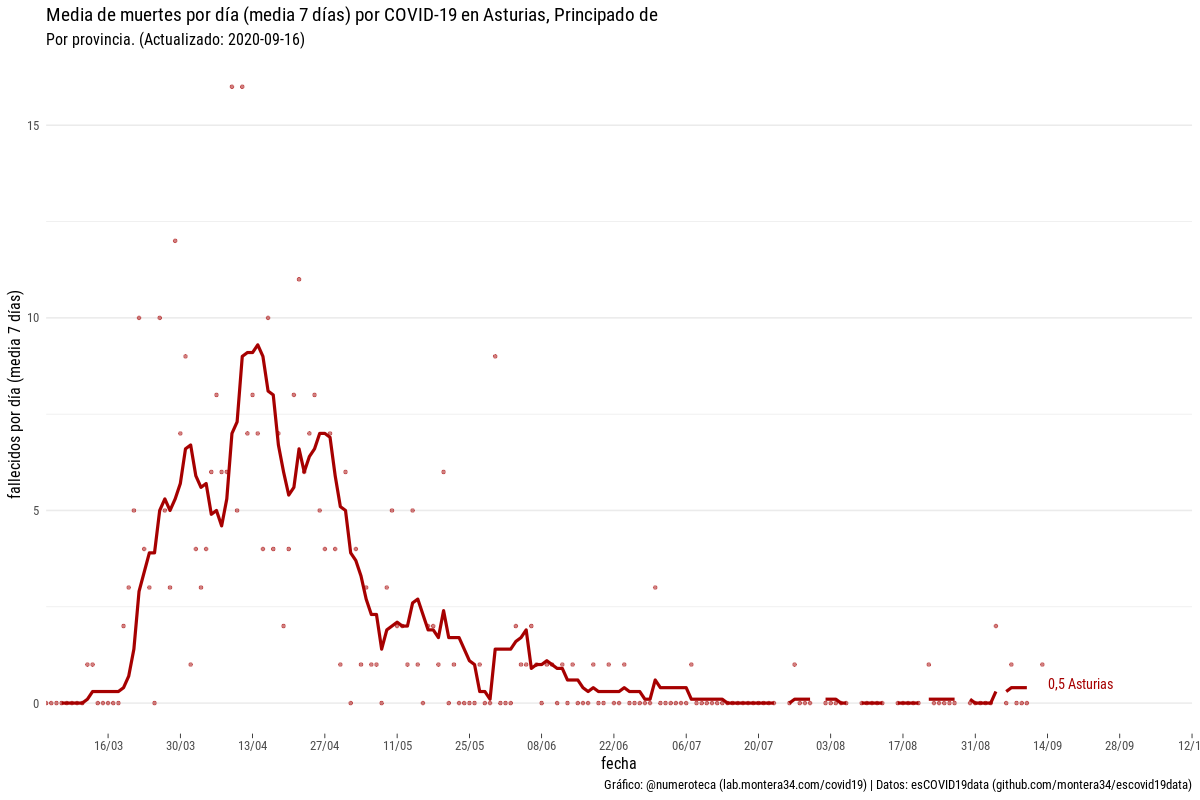 Media de muertes por día (media 7 días) por COVID-19 en Asturias, Principado de
Por provincia. (Actualizado: 2020-09-16)
fallecidos por día (media 7 días)
15
10
5
0
0,5 Asturias
16/03 30/03 13/04 27/04 11/05 25/05 08/06 22/06 06/07 20/07 03/08 17/08 31/08 14/09 28/09 12/1
fecha
Gráfico: @numeroteca (lab.montera34.com/covid19) | Datos: esCOVID19data (github.com/montera34/escovid19data)